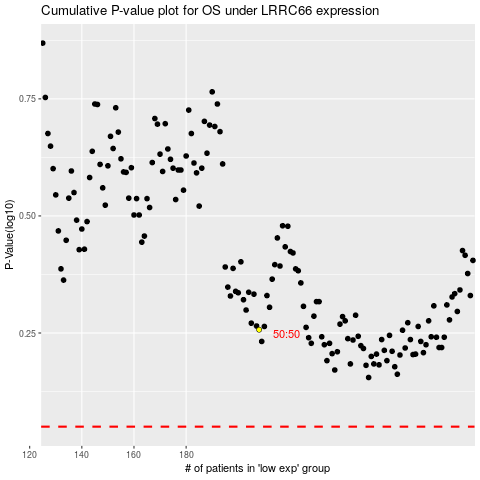 Cumulative P-value plot for OS under LRRC66 expression
P-Value(log10)
0.75
0.50
0.25
50:50
120 140 160 180
# of patients in 'low exp' group